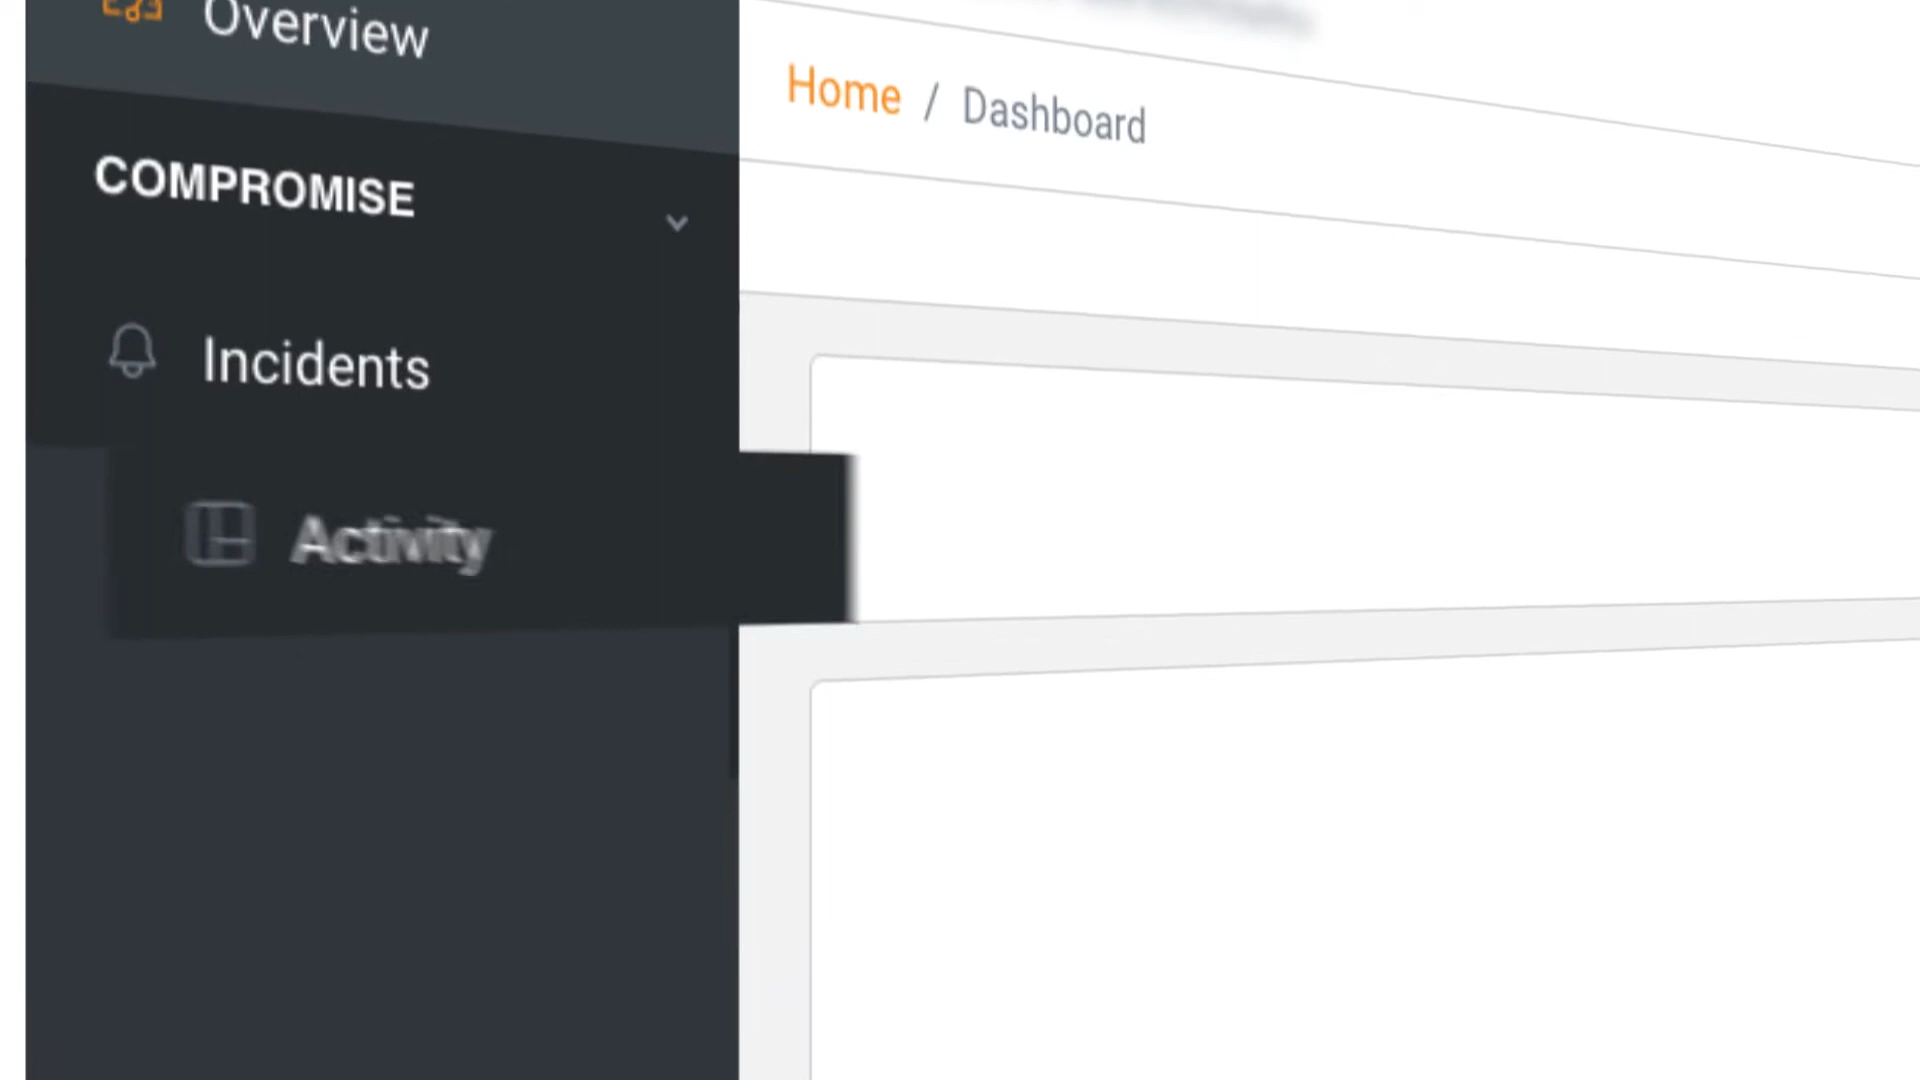 Overview
Home / Dashboard
COMPROMISE
Incidents
Activity